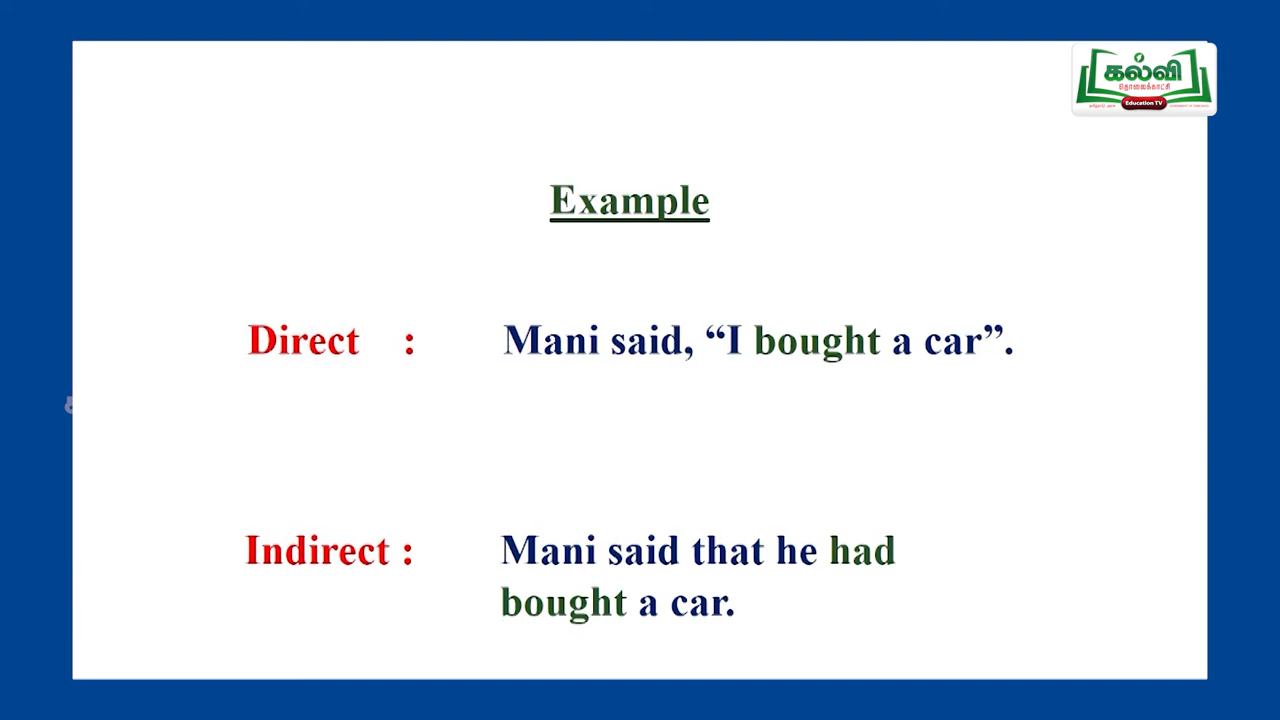 கல்வி
தொலைக்காட்சி
Education TV
Example
Direct : Mani said, “I bought a car”.
Indirect : Mani said that he had
bought a car.